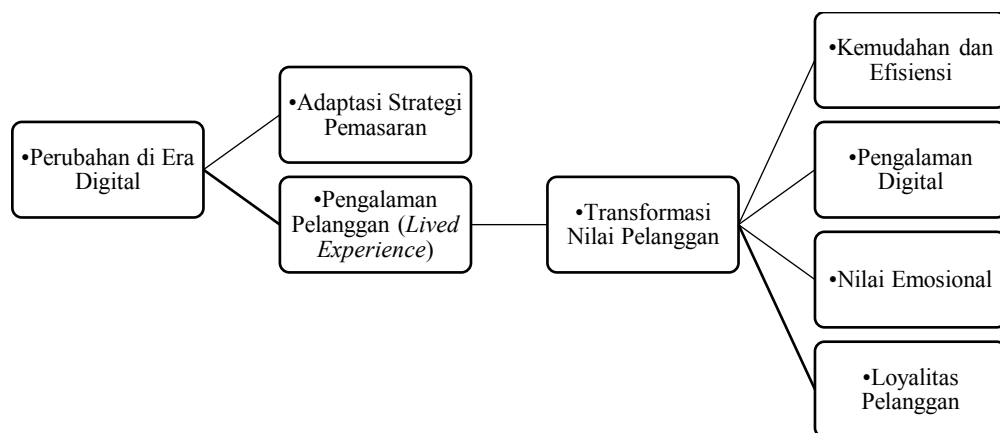 •Perubahan di Era
Digital
•Adaptasi Strategi
Pemasaran
•Pengalaman
Pelanggan (Lived
Experience)
•Transformasi
Nilai Pelanggan
•Kemudahan dan
Efisiensi
•Pengalaman
Digital
•Nilai Emosional
•Loyalitas
Pelanggan